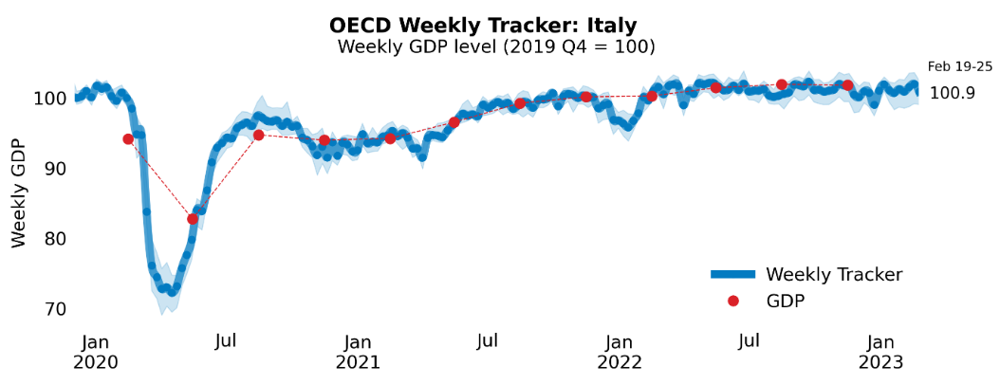 OECD Weekly Tracker: Italy
Weekly GDP level (2019 Q4 = 100)
Feb 19-25
100.9
Weekly GDP
100
90
80
70
Weekly Tracker
GDP
Jan
2020
Jul
Jan
2021
Jul
Jan
2022
Jul
Jan
2023